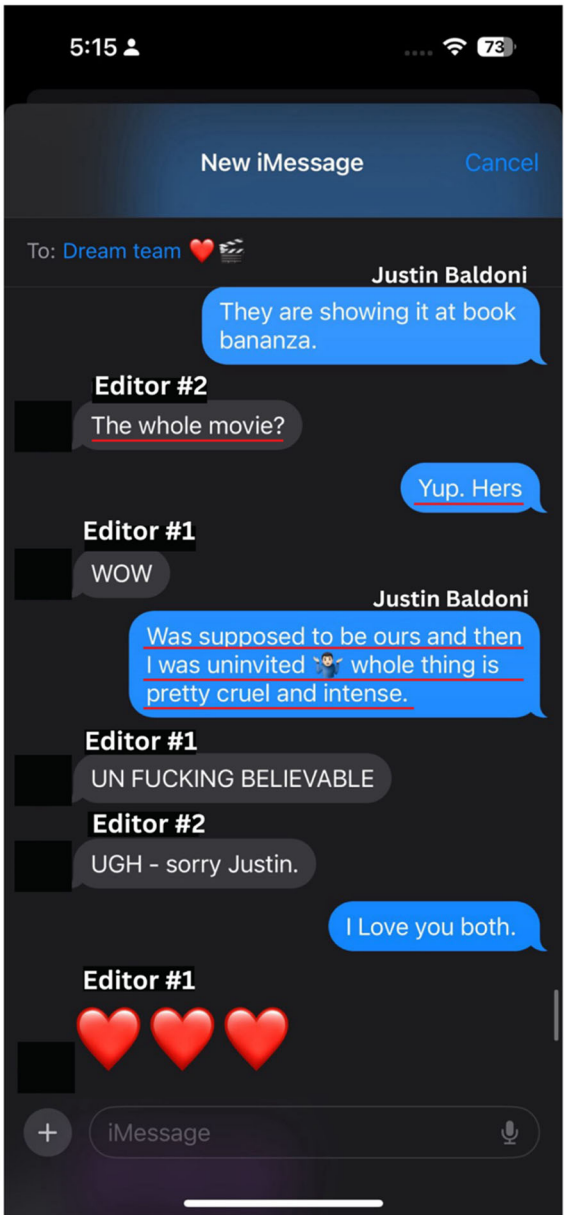 5:15
73
New iMessage
Cancel
To: Dream team ❤️🎬
Justin Baldoni
They are showing it at book
bananza.
Editor #2
The whole movie?
Yup. Hers
Editor #1
WOW
Justin Baldoni
Was supposed to be ours and then
I was uninvited 🤷🏻‍♂️ whole thing is
pretty cruel and intense.
Editor #1
UN FUCKING BELIEVABLE
Editor #2
UGH - sorry Justin.
I Love you both.
Editor #1
❤️❤️❤️
iMessage